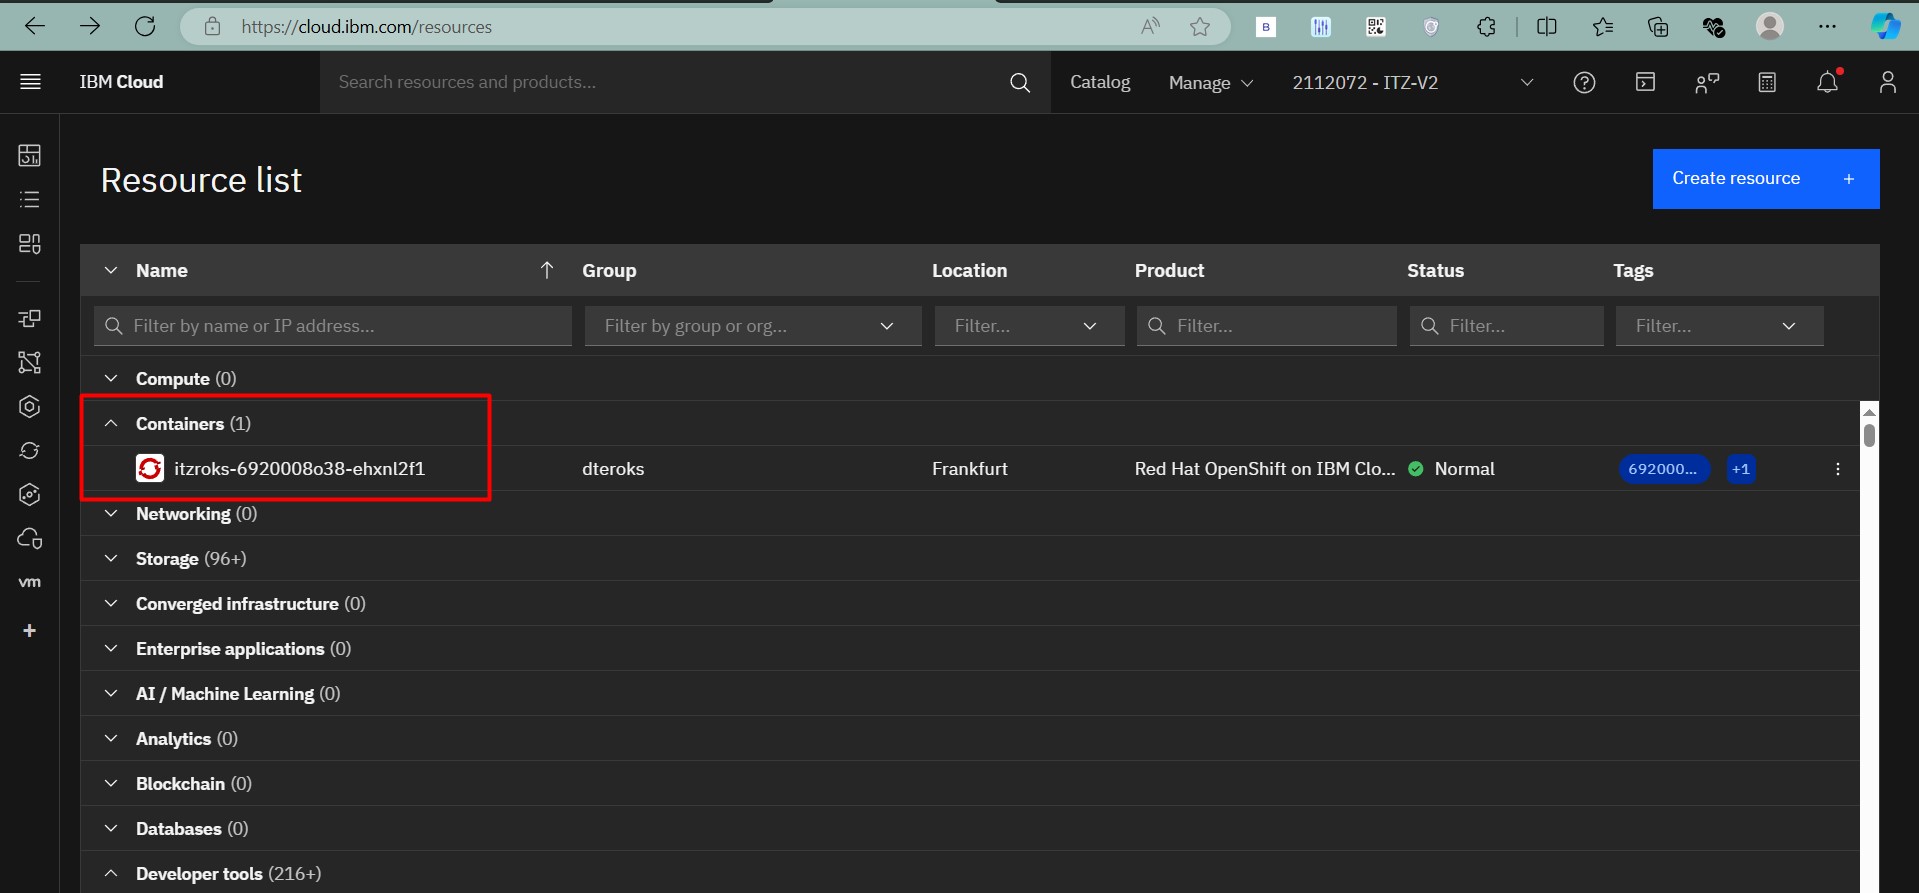 https://cloud.ibm.com/resources
IBM Cloud
Search resources and products...
Catalog
Manage
2112072 - ITZ-V2
Resource list
Create resource +
Name Group Location Product Status Tags
Filter by name or IP address... Filter by group or org... Filter... Filter... Filter... Filter...
Compute (0)
Containers (1)
itzroks-6920008o38-ehxnl2f1 dteroks Frankfurt Red Hat OpenShift on IBM Clo... Normal 692000... +1
Networking (0)
Storage (96+)
Converged infrastructure (0)
Enterprise applications (0)
AI / Machine Learning (0)
Analytics (0)
Blockchain (0)
Databases (0)
Developer tools (216+)
vm